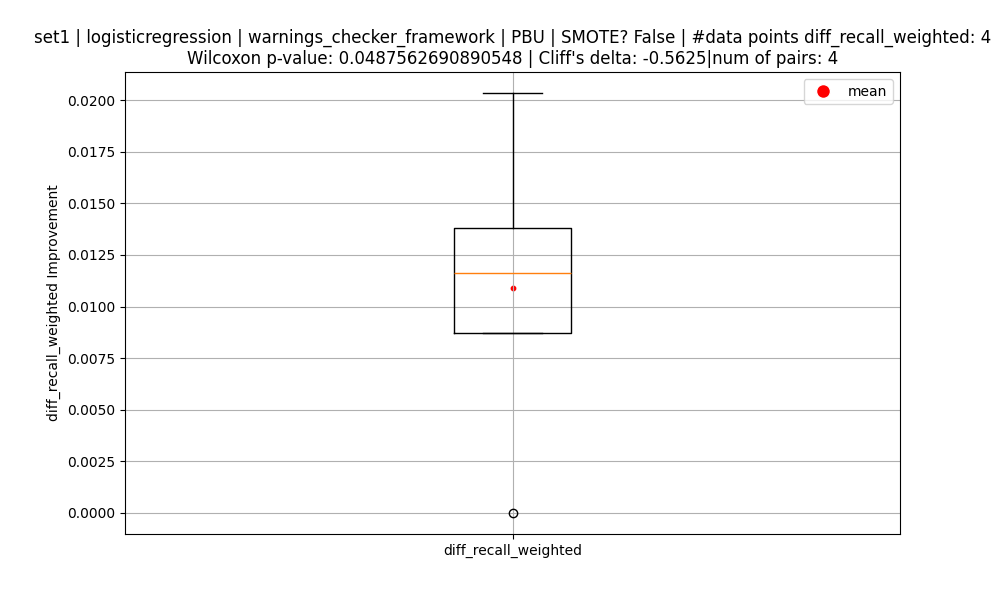 set1 | logisticregression | warnings_checker_framework | PBU | SMOTE? False | #data points diff_recall_weighted: 4
Wilcoxon p-value: 0.0487562690890548 | Cliff's delta: -0.5625|num of pairs: 4
mean
0.0200
0.0175
0.0150
0.0125
0.0100
0.0075
0.0050
0.0025
0.0000
diff_recall_weighted Improvement
diff_recall_weighted